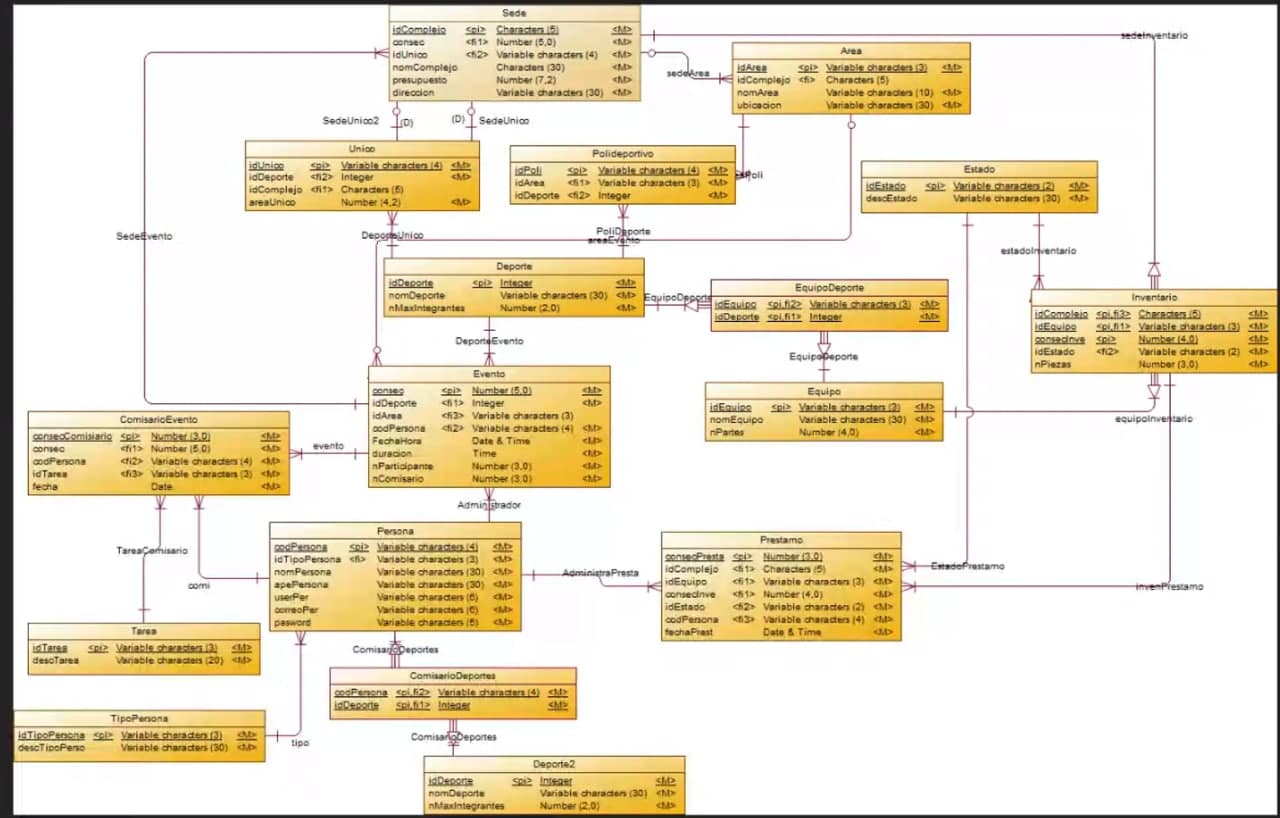 Sede
idComplejo <pi> Characters (5) <M>
consec <fi1> Number (5,0) <M>
idUnico <fi2> Variable characters (4) <M>
nomComplejo Characters (30) <M>
presupuesto Number (7,2) <M>
direccion Variable characters (30) <M>
sedeInventario
Area
idArea <pi> Variable characters (3) <M>
idComplejo <fi> Characters (5)
nomArea Variable characters (10) <M>
ubicacion Variable characters (30) <M>
sedeArea
SedeUnico2 (D)
(D) SedeUnico
Unico
idUnico <pi> Variable characters (4) <M>
idDeporte <fi2> Integer <M>
idComplejo <fi1> Characters (5)
areaUnico Number (4,2) <M>
Polideportivo
idPoli <pi> Variable characters (4) <M>
idArea <fi1> Variable characters (3) <M>
idDeporte <fi2> Integer <M>
Estado
idEstado <pi> Variable characters (2) <M>
descEstado Variable characters (30) <M>
SedeEvento
DeporteUnico
PoliDeporte
areaEvento
estadoInventario
Deporte
idDeporte <pi> Integer <M>
nomDeporte Variable characters (30) <M>
nMaxIntegrantes Number (2,0) <M>
EquipoDeporte
EquipoDeporte
idEquipo <pi,fi2> Variable characters (3) <M>
idDeporte <pi,fi1> Integer <M>
Inventario
idComplejo <pi,fi3> Characters (5) <M>
idEquipo <pi,fi1> Variable characters (3) <M>
consecInve <pi> Number (4,0) <M>
idEstado <fi2> Variable characters (2) <M>
nPiezas Number (3,0) <M>
DeporteEvento
EquipoDeporte
Evento
consec <pi> Number (5,0) <M>
idDeporte <fi1> Integer <M>
idArea <fi3> Variable characters (3)
codPersona <fi2> Variable characters (4) <M>
FechaHora Date & Time <M>
duracion Time <M>
nParticipante Number (3,0) <M>
nComisario Number (3,0) <M>
Equipo
idEquipo <pi> Variable characters (3) <M>
nomEquipo Variable characters (30) <M>
nPartes Number (4,0) <M>
equipoInventario
ComisarioEvento
consecComisiario <pi> Number (3,0) <M>
consec <fi1> Number (5,0) <M>
codPersona <fi2> Variable characters (4) <M>
idTarea <fi3> Variable characters (3) <M>
fecha Date <M>
evento
Administrador
Persona
codPersona <pi> Variable characters (4) <M>
idTipoPersona <fi> Variable characters (3) <M>
nomPersona Variable characters (30) <M>
apePersona Variable characters (30) <M>
userPer Variable characters (6) <M>
correoPer Variable characters (6) <M>
pasword Variable characters (6) <M>
TareaComisario
comi
AdministraPresta
Prestamo
consecPresta <pi> Number (3,0) <M>
idComplejo <fi1> Characters (5) <M>
idEquipo <fi1> Variable characters (3) <M>
consecInve <fi1> Number (4,0) <M>
idEstado <fi2> Variable characters (2) <M>
codPersona <fi3> Variable characters (4) <M>
fechaPrest Date & Time <M>
EstadoPrestamo
invenPrestamo
Tarea
idTarea <pi> Variable characters (3) <M>
descTarea Variable characters (20) <M>
ComisarioDeportes
ComisarioDeportes
codPersona <pi,fi2> Variable characters (4) <M>
idDeporte <pi,fi1> Integer <M>
TipoPersona
idTipoPersona <pi> Variable characters (3) <M>
descTipoPerso Variable characters (30) <M>
tipo
ComisarioDeportes
Deporte2
idDeporte <pi> Integer <M>
nomDeporte Variable characters (30) <M>
nMaxIntegrantes Number (2,0) <M>